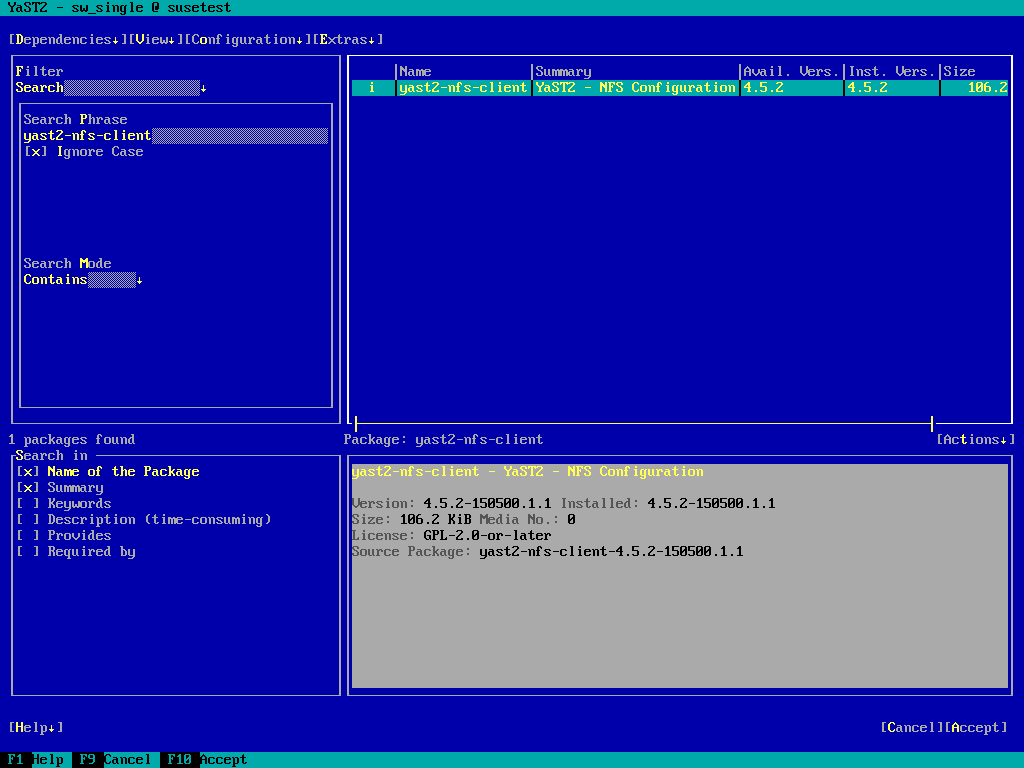 YaST2 - sw_single @ susetest
[Dependencies↓][View↓][Configuration↓][Extras↓]
Filter
Search↓
Search Phrase
yast2-nfs-client
[x] Ignore Case
Search Mode
Contains↓
|Name |Summary |Avail. Vers.|Inst. Vers.|Size
i |yast2-nfs-client|YaST2 - NFS Configuration|4.5.2 |4.5.2 | 106.2
1 packages found
Package: yast2-nfs-client
[Actions↓]
Search in
[x] Name of the Package
[x] Summary
[ ] Keywords
[ ] Description (time-consuming)
[ ] Provides
[ ] Required by
yast2-nfs-client - YaST2 - NFS Configuration
Version: 4.5.2-150500.1.1 Installed: 4.5.2-150500.1.1
Size: 106.2 KiB Media No.: 0
License: GPL-2.0-or-later
Source Package: yast2-nfs-client-4.5.2-150500.1.1
[Help↓] [Cancel][Accept]
F1 Help F9 Cancel F10 Accept